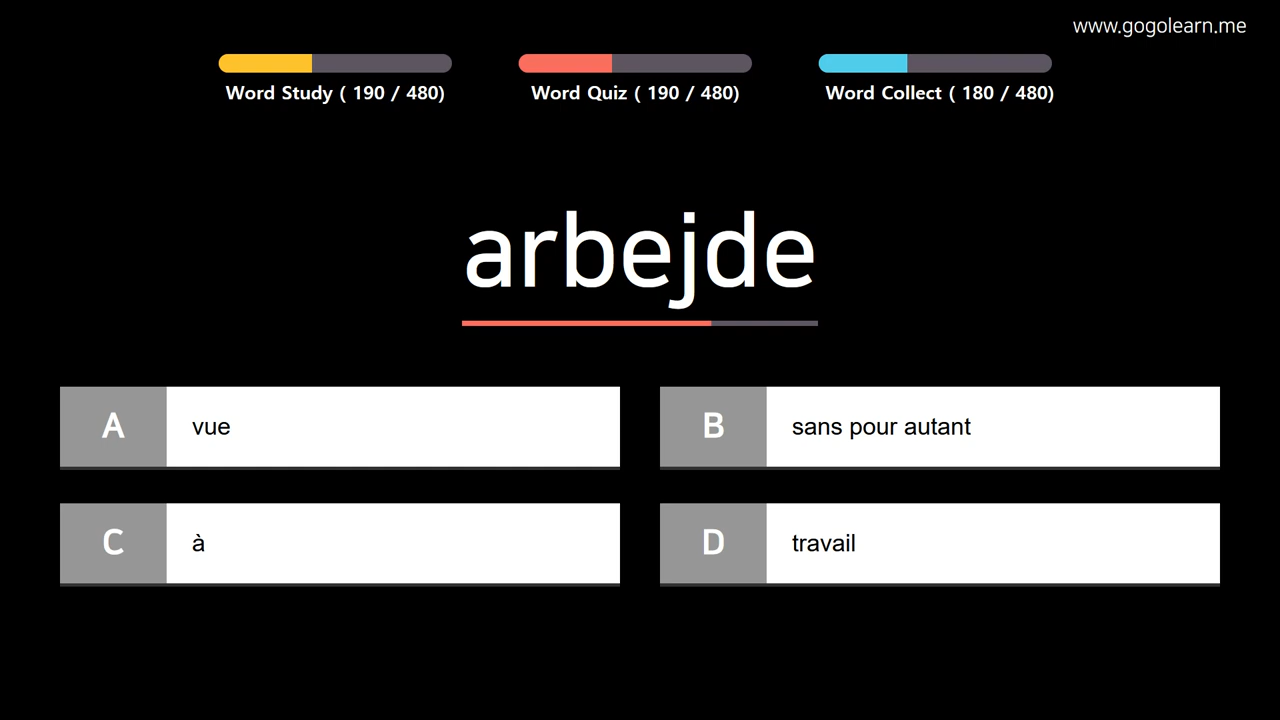 www.gogolearn.me
Word Study ( 190 / 480)
Word Quiz ( 190 / 480)
Word Collect ( 180 / 480)
arbejde
A
vue
B
sans pour autant
C
à
D
travail